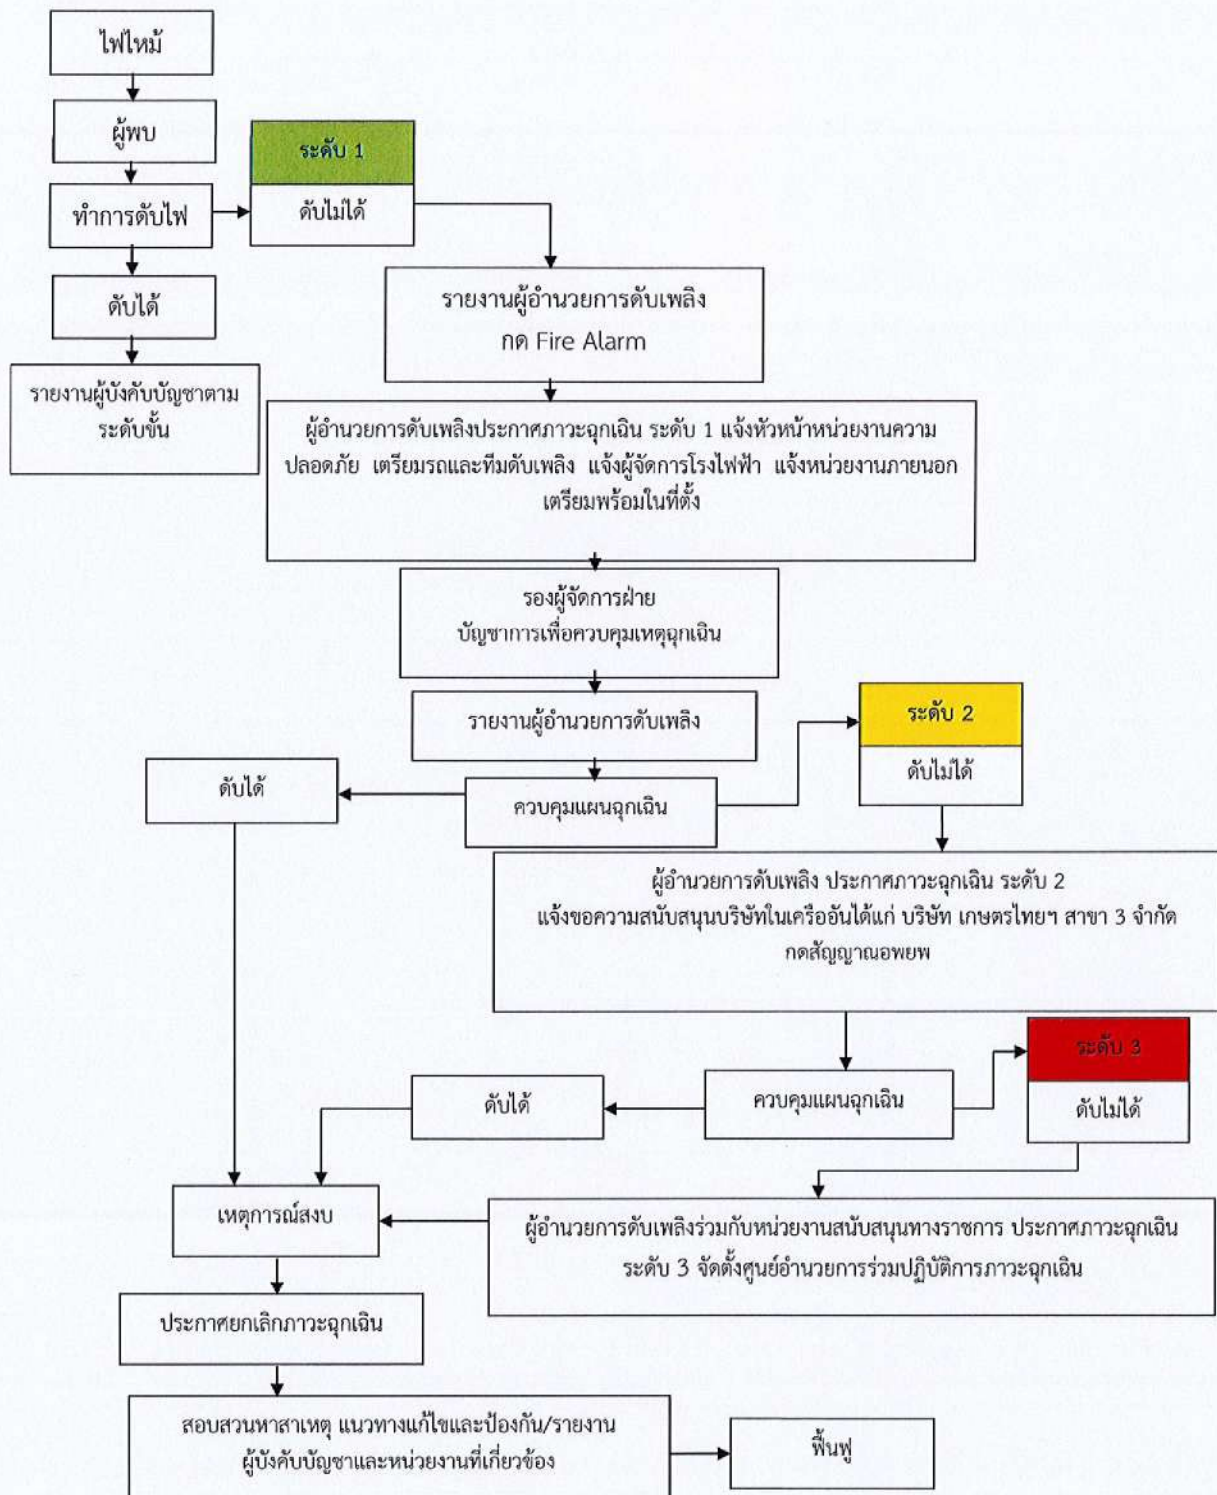 ไฟไหม้
ผู้พบ
ระดับ 1
ทำการดับไฟ
ดับไม่ได้
ดับได้
รายงานผู้อำนวยการดับเพลิง
กด Fire Alarm
รายงานผู้บังคับบัญชาตาม
ระดับขั้น
ผู้อำนวยการดับเพลิงประกาศภาวะฉุกเฉิน ระดับ 1 แจ้งหัวหน้าหน่วยงานความ
ปลอดภัย เตรียมรถและทีมดับเพลิง แจ้งผู้จัดการโรงไฟฟ้า แจ้งหน่วยงานภายนอก
เตรียมพร้อมในที่ตั้ง
รองผู้จัดการฝ่าย
บัญชาการเพื่อควบคุมเหตุฉุกเฉิน
รายงานผู้อำนวยการดับเพลิง
ระดับ 2
ดับไม่ได้
ดับได้
ควบคุมแผนฉุกเฉิน
ผู้อำนวยการดับเพลิง ประกาศภาวะฉุกเฉิน ระดับ 2
แจ้งขอความสนับสนุนบริษัทในเครืออันได้แก่ บริษัท เกษตรไทยฯ สาขา 3 จำกัด
กดสัญญาณอพยพ
ระดับ 3
ดับได้
ควบคุมแผนฉุกเฉิน
ดับไม่ได้
เหตุการณ์สงบ
ผู้อำนวยการดับเพลิงร่วมกับหน่วยงานสนับสนุนทางราชการ ประกาศภาวะฉุกเฉิน
ระดับ 3 จัดตั้งศูนย์อำนวยการร่วมปฏิบัติการภาวะฉุกเฉิน
ประกาศยกเลิกภาวะฉุกเฉิน
สอบสวนหาสาเหตุ แนวทางแก้ไขและป้องกัน/รายงาน
ผู้บังคับบัญชาและหน่วยงานที่เกี่ยวข้อง
ฟื้นฟู